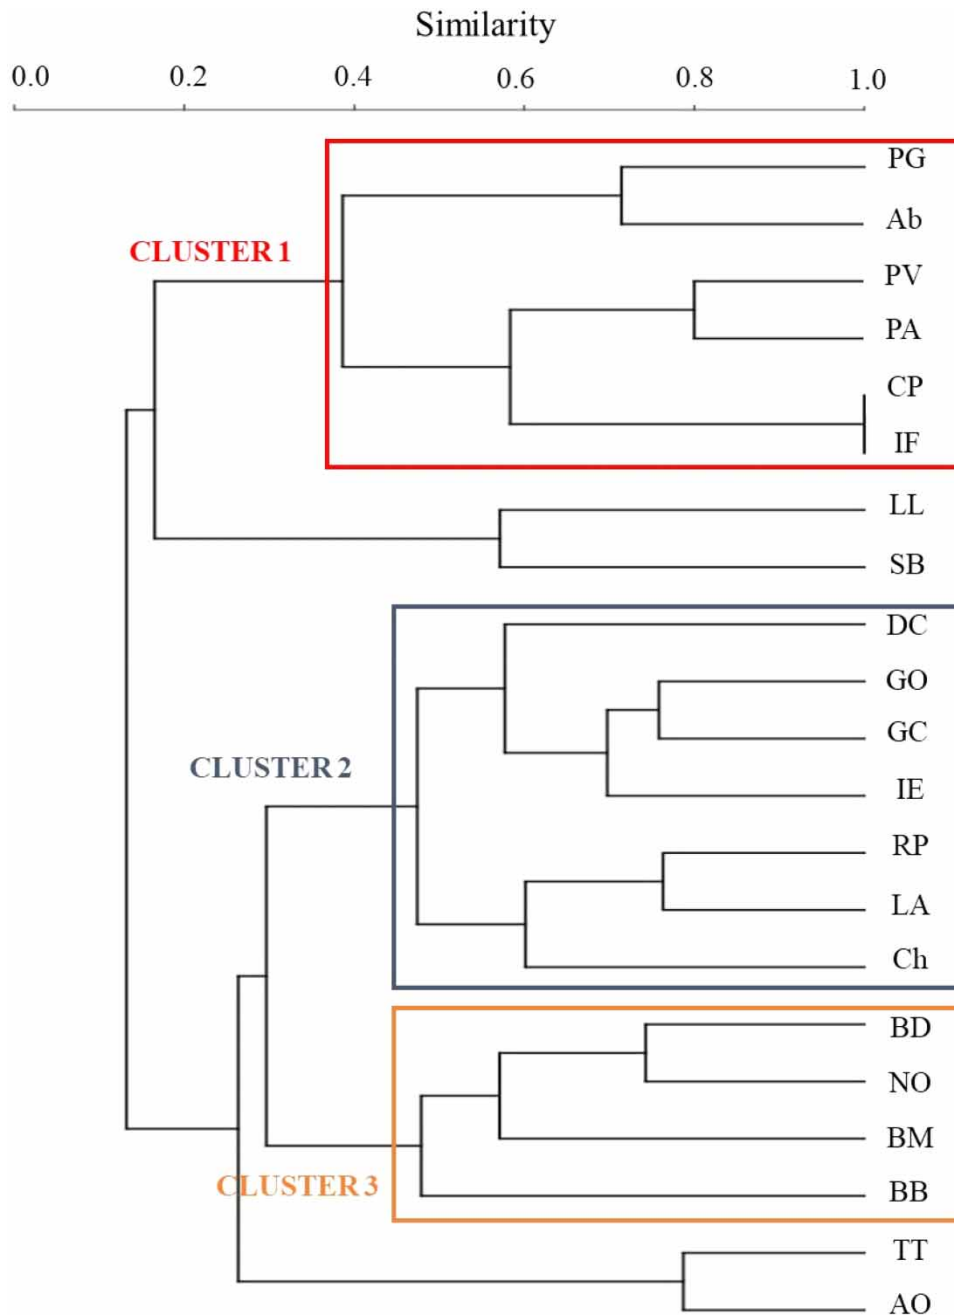 Similarity
0.0 0.2 0.4 0.6 0.8 1.0
PG
Ab
CLUSTER 1
PV
PA
CP
IF
LL
SB
DC
GO
GC
CLUSTER 2
IE
RP
LA
Ch
BD
NO
BM
CLUSTER 3
BB
TT
AO